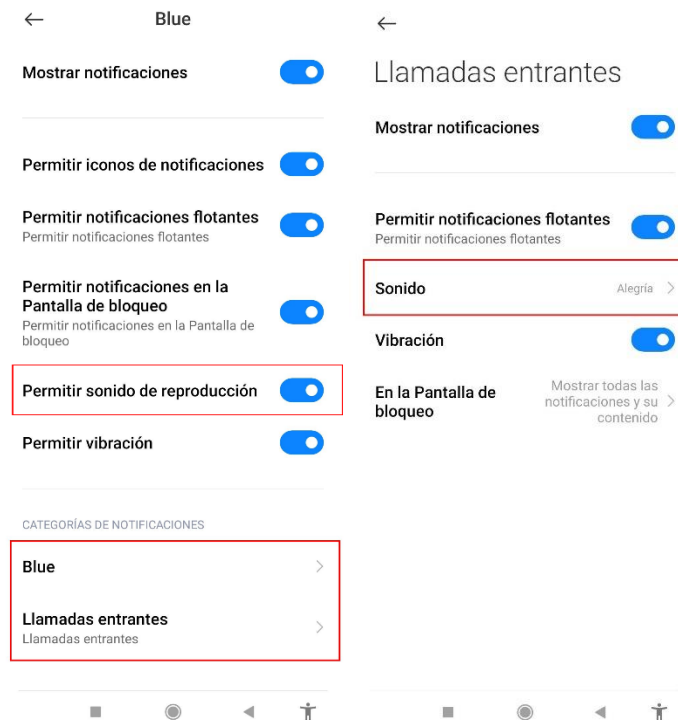 Blue
Mostrar notificaciones
Permitir iconos de notificaciones
Permitir notificaciones flotantes
Permitir notificaciones flotantes
Permitir notificaciones en la
Pantalla de bloqueo
Permitir notificaciones en la Pantalla de
bloqueo
Permitir sonido de reproducción
Permitir vibración
CATEGORÍAS DE NOTIFICACIONES
Blue
Llamadas entrantes
Llamadas entrantes
Llamadas entrantes
Mostrar notificaciones
Permitir notificaciones flotantes
Permitir notificaciones flotantes
Sonido
Alegría
Vibración
En la Pantalla de
bloqueo
Mostrar todas las
notificaciones y su
contenido